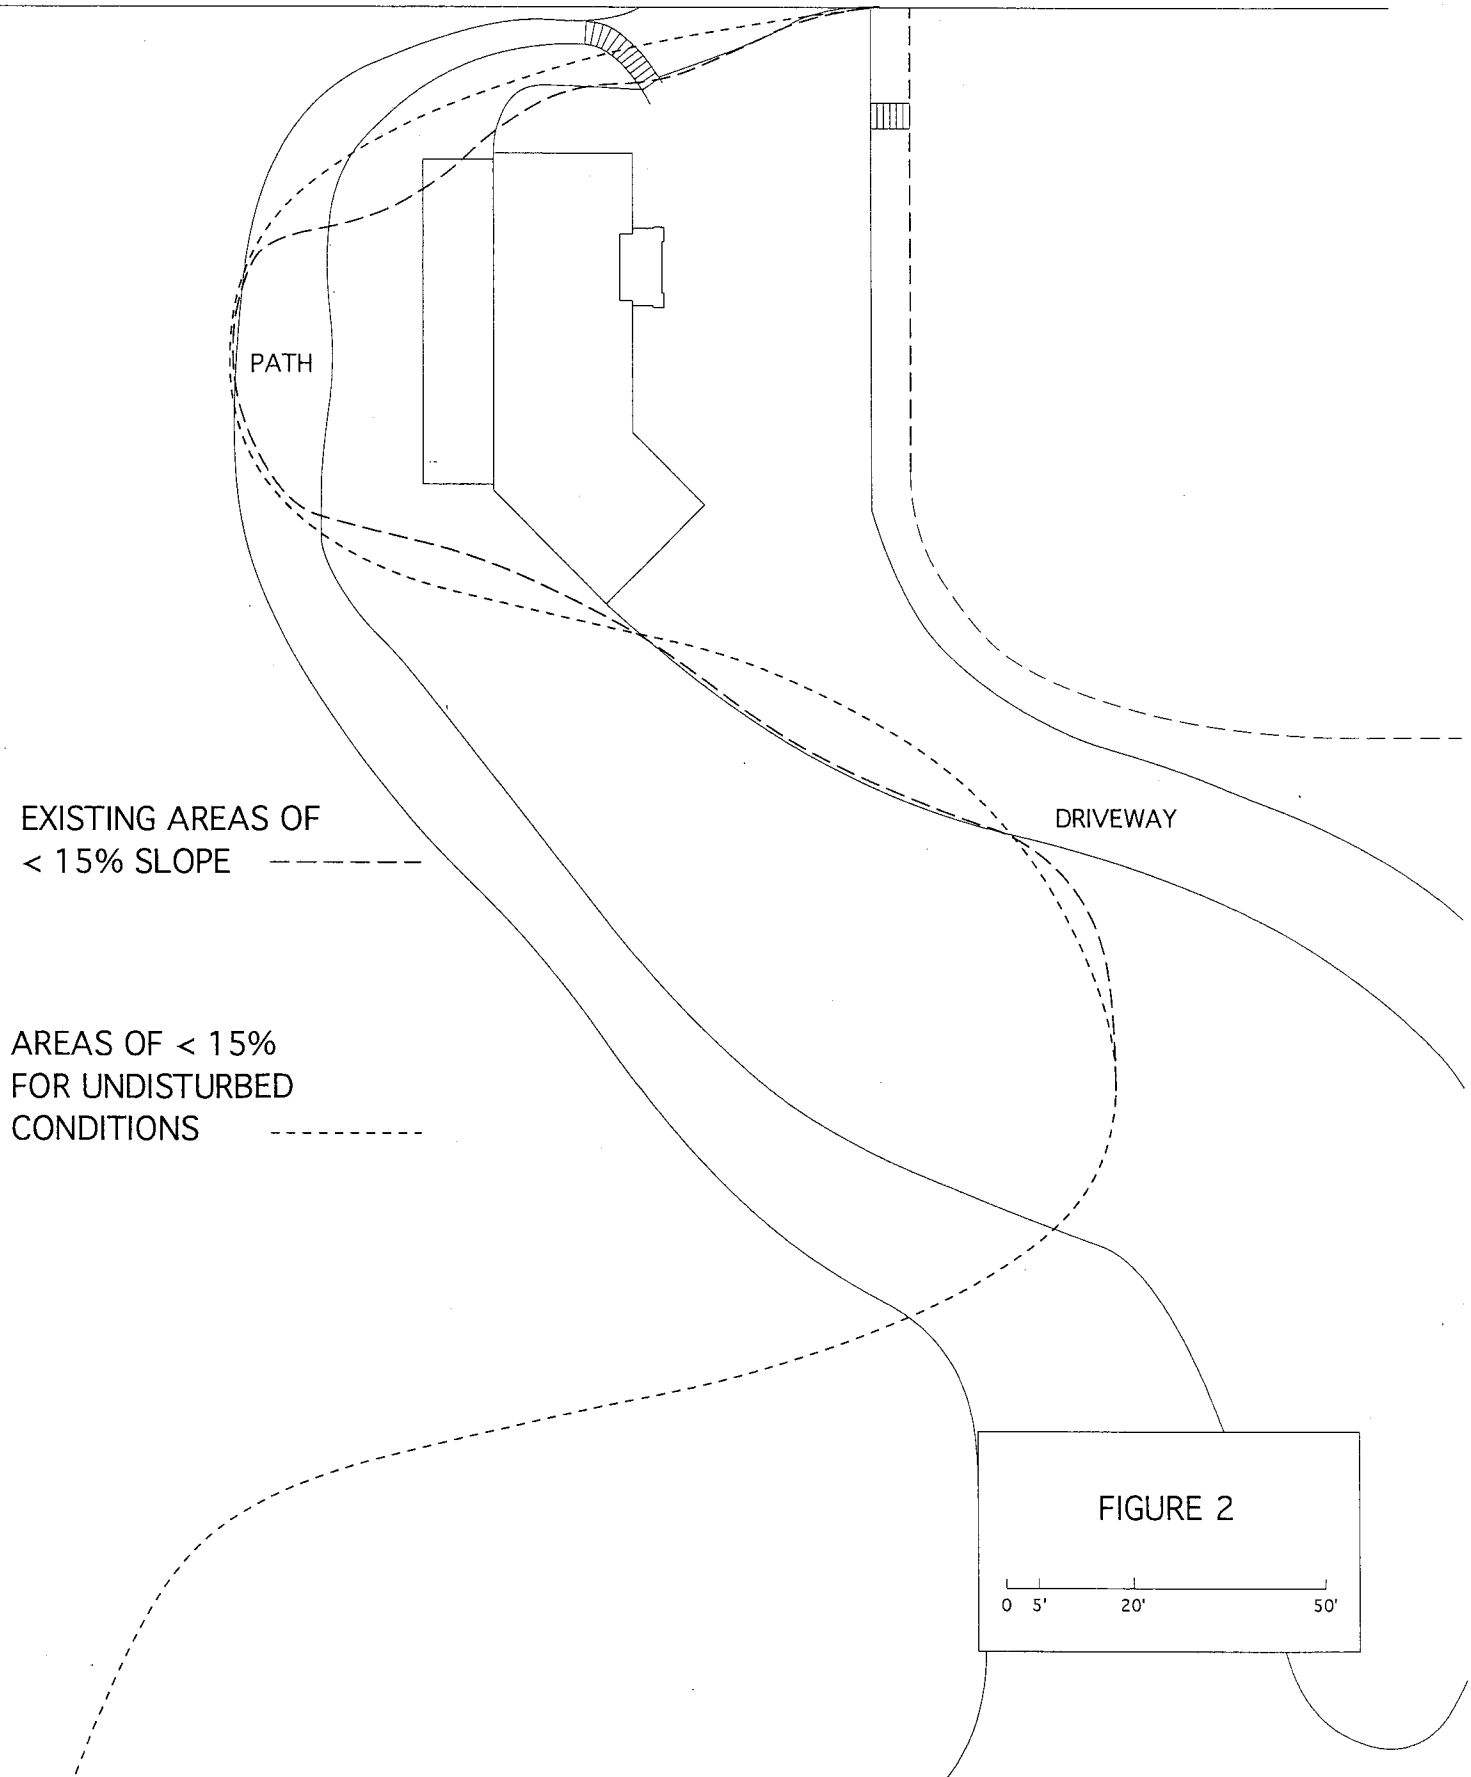 PATH
EXISTING AREAS OF
< 15% SLOPE
DRIVEWAY
AREAS OF < 15%
FOR UNDISTURBED
CONDITIONS
FIGURE 2
0 5' 20' 50'